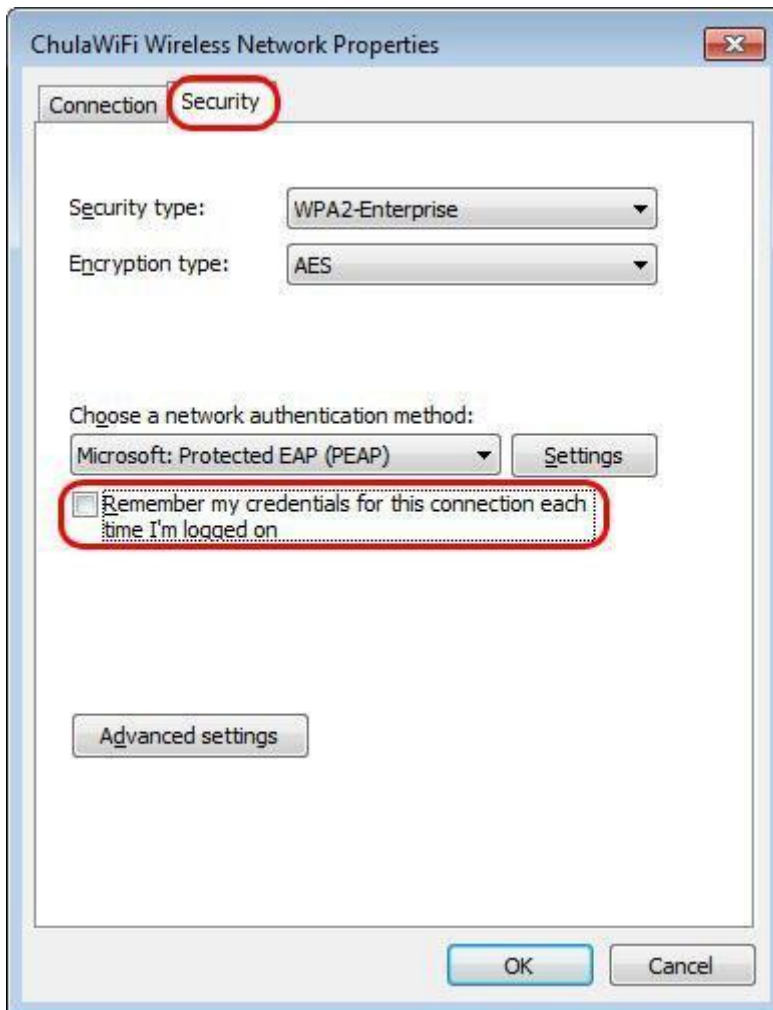 ChulaWiFi Wireless Network Properties
Connection Security
Security type: WPA2-Enterprise
Encryption type: AES
Choose a network authentication method:
Microsoft: Protected EAP (PEAP) Settings
Remember my credentials for this connection each
time I'm logged on
Advanced settings
OK Cancel